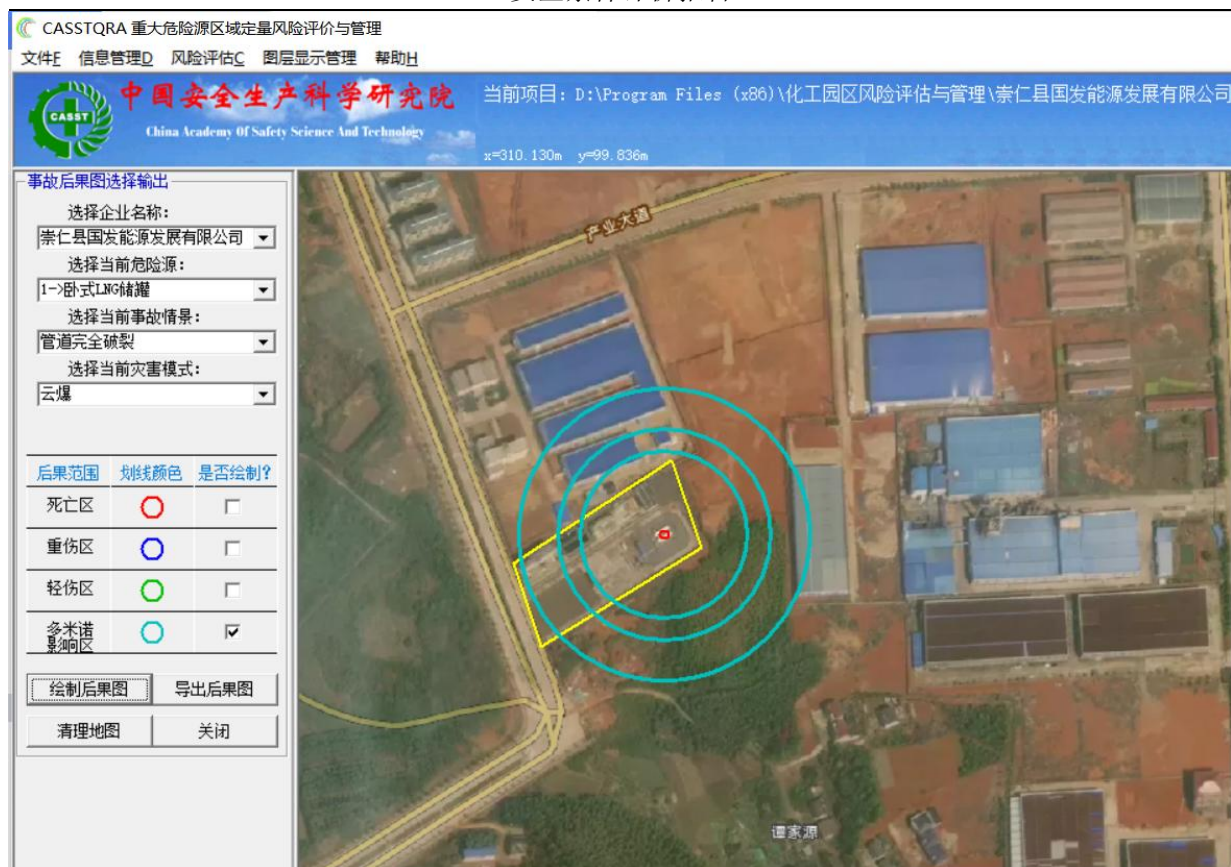 CASSTQRA 重大危险源区域定量风险评价与管理
文件F 信息管理D 风险评估C 图层显示管理 帮助H
CASST
中国安全生产科学研究院
China Academy Of Safety Science And Technology
当前项目: D:\Program Files (x86)\化工园区风险评估与管理\崇仁县国发能源发展有限公司
x=310.130m y=99.836m
事故后果图选择输出
选择企业名称:
崇仁县国发能源发展有限公司
选择当前危险源:
1->卧式LNG储罐
选择当前事故情景:
管道完全破裂
选择当前灾害模式:
云爆
后果范围 划线颜色 是否绘制?
死亡区
重伤区
轻伤区
多米诺
影响区
绘制后果图 导出后果图
清理地图 关闭
产业大道
谭家源